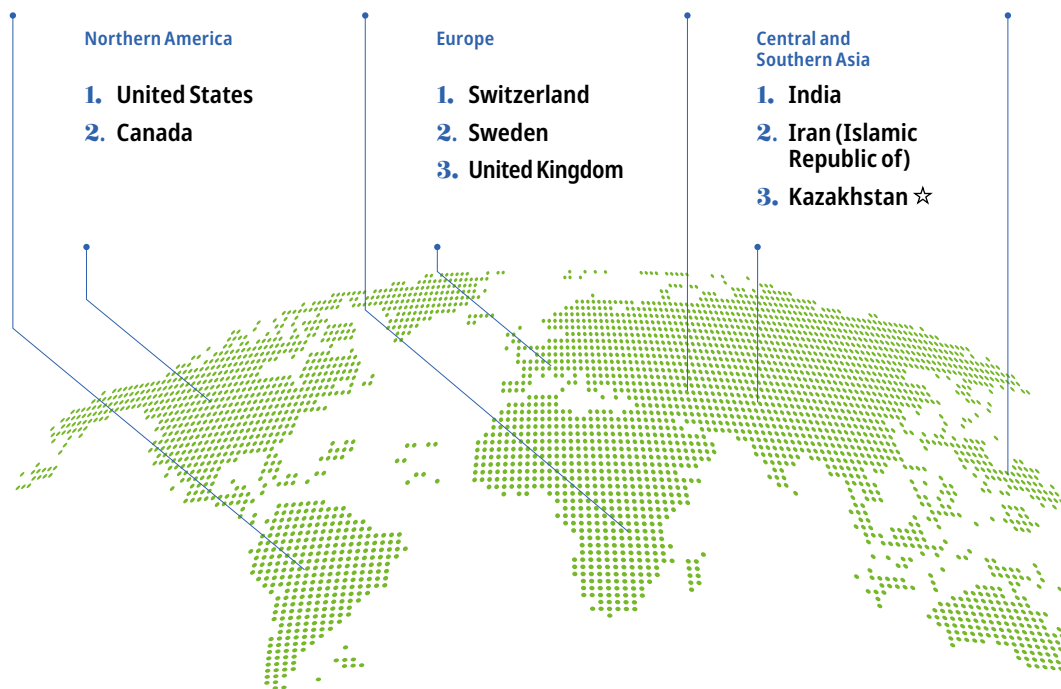 Northern America
1. United States
2. Canada
Europe
1. Switzerland
2. Sweden
3. United Kingdom
Central and
Southern Asia
1. India
2. Iran (Islamic
Republic of)
3. Kazakhstan ☆